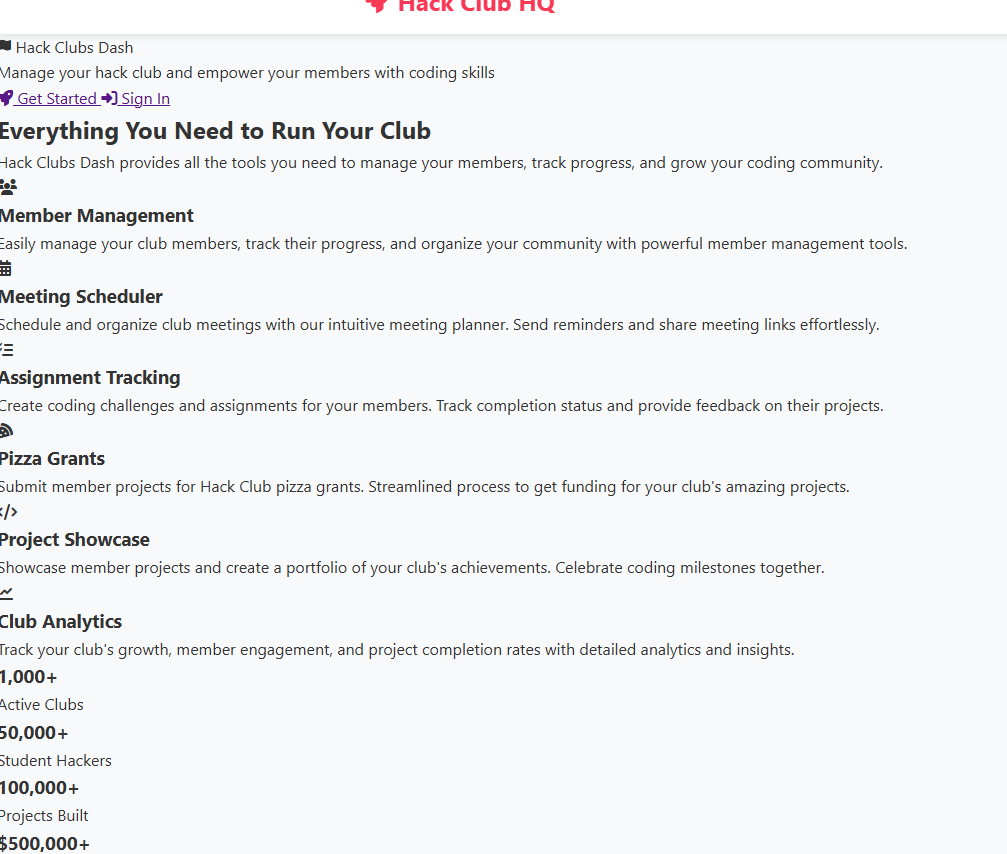 Hack Club HQ
Hack Clubs Dash
Manage your hack club and empower your members with coding skills
Get Started Sign In
Everything You Need to Run Your Club
Hack Clubs Dash provides all the tools you need to manage your members, track progress, and grow your coding community.
Member Management
Easily manage your club members, track their progress, and organize your community with powerful member management tools.
Meeting Scheduler
Schedule and organize club meetings with our intuitive meeting planner. Send reminders and share meeting links effortlessly.
Assignment Tracking
Create coding challenges and assignments for your members. Track completion status and provide feedback on their projects.
Pizza Grants
Submit member projects for Hack Club pizza grants. Streamlined process to get funding for your club's amazing projects.
Project Showcase
Showcase member projects and create a portfolio of your club's achievements. Celebrate coding milestones together.
Club Analytics
Track your club's growth, member engagement, and project completion rates with detailed analytics and insights.
1,000+
Active Clubs
50,000+
Student Hackers
100,000+
Projects Built
$500,000+